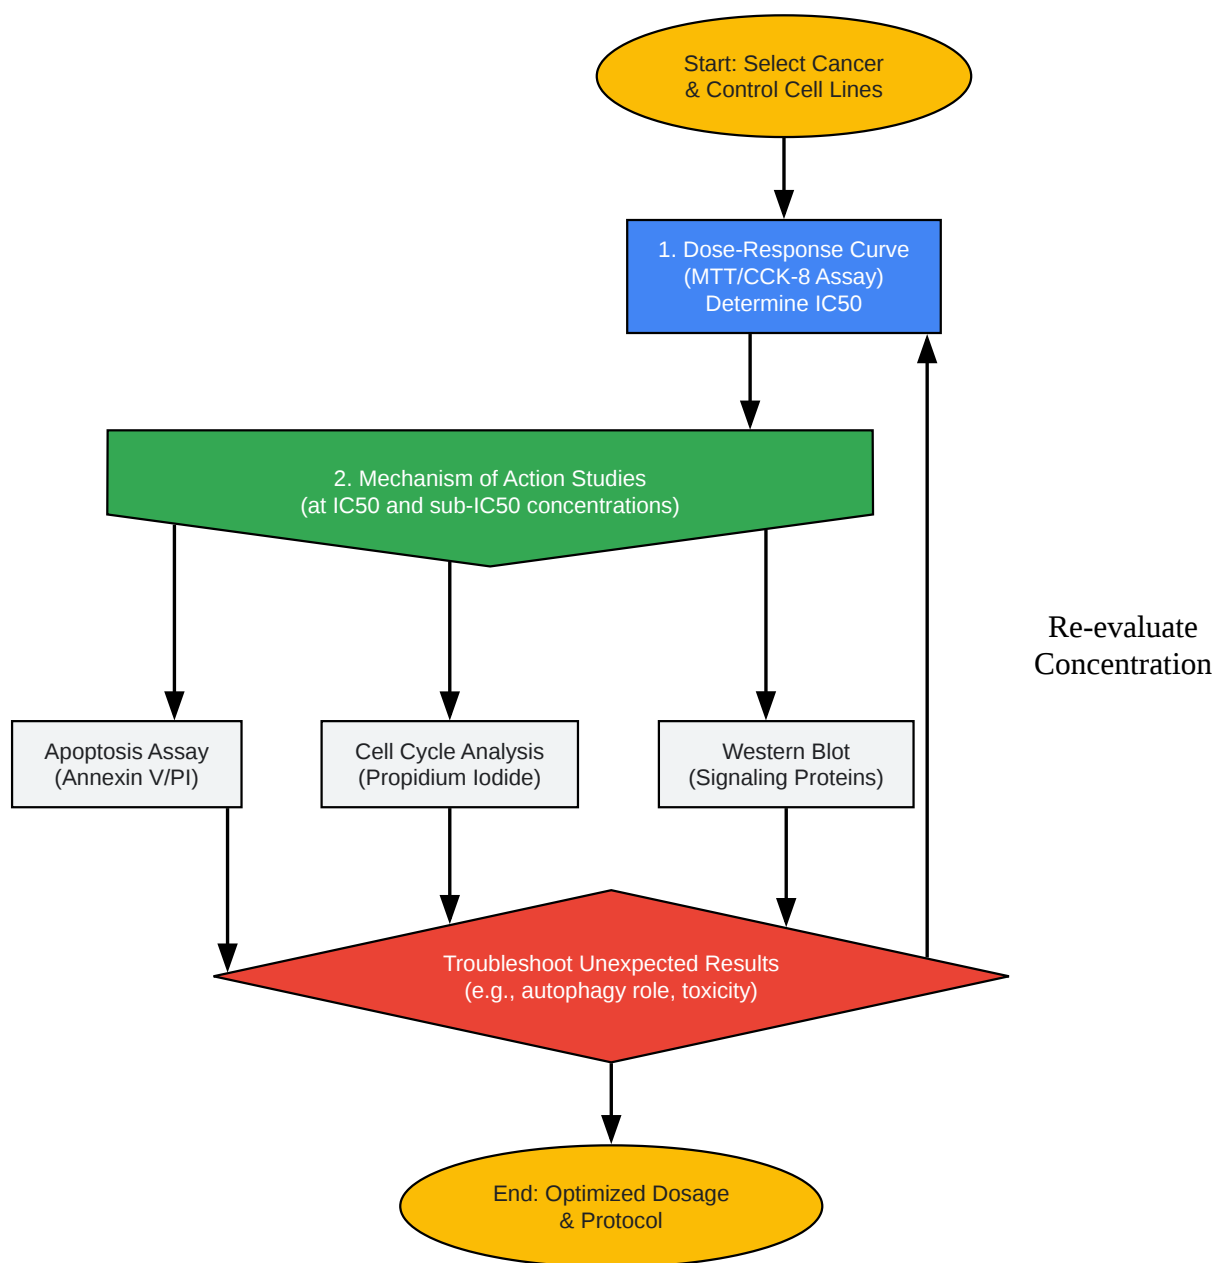 Start: Select Cancer
& Control Cell Lines
1. Dose-Response Curve
(MTT/CCK-8 Assay)
Determine IC50
2. Mechanism of Action Studies
(at IC50 and sub-IC50 concentrations)
Re-evaluate
Concentration
Apoptosis Assay
(Annexin V/PI)
Cell Cycle Analysis
(Propidium Iodide)
Western Blot
(Signaling Proteins)
Troubleshoot Unexpected Results
(e.g., autophagy role, toxicity)
End: Optimized Dosage
& Protocol